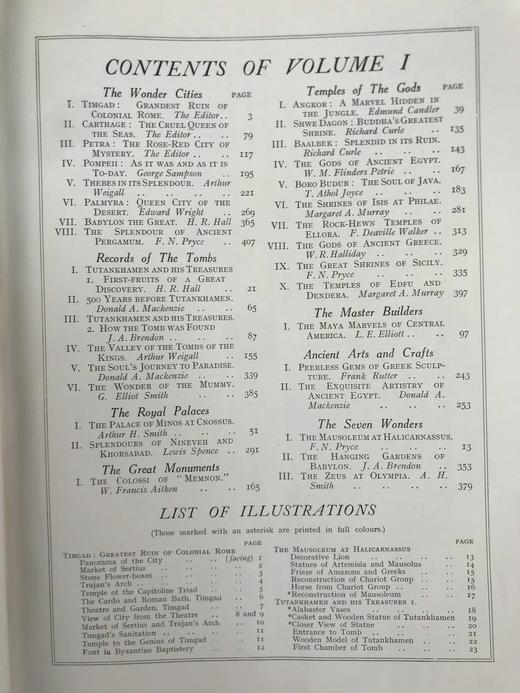 CONTENTS OF VOLUME I
The Wonder Cities PAGE
I. TIMGAD: GRANDEST RUIN OF
COLONIAL ROME. The Editor.. 3
II. CARTHAGE: THE CRUEL QUEEN OF
THE SEAS. The Editor .. .. 79
III. PETRA: THE ROSE-RED CITY OF
MYSTERY. The Editor .. .. 117
IV. POMPEII: AS IT WAS AND AS IT IS
TO-DAY. George Sampson .. 195
V. THEBES IN ITS SPLENDOUR. Arthur
Weigall .. .. .. .. 221
VI. PALMYRA: QUEEN CITY OF THE
DESERT. Edward Wright .. 269
VII. BABYLON THE GREAT. H. R. Hall 365
VIII. THE SPLENDOUR OF ANCIENT
PERGAMUM. F. N. Pryce .. 407
Records of The Tombs
I. TUTANKHAMEN AND HIS TREASURES
1. FIRST-FRUITS OF A GREAT
DISCOVERY. H. R. Hall .. 21
II. 500 YEARS BEFORE TUTANKHAMEN.
Donald A. Mackenzie .. .. 65
III. TUTANKHAMEN AND HIS TREASURES.
2. HOW THE TOMB WAS FOUND
J. A. Brendon .. .. .. 87
IV. THE VALLEY OF THE TOMBS OF THE
KINGS. Arthur Weigall .. 155
V. THE SOUL'S JOURNEY TO PARADISE.
Donald A. Mackenzie .. .. 339
VI. THE WONDER OF THE MUMMY.
G. Elliot Smith .. .. .. 385
The Royal Palaces
I. THE PALACE OF MINOS AT CNOSSUS.
Arthur H. Smith .. .. .. 51
II. SPLENDOURS OF NINEVEH AND
KHORSABAD. Lewis Spence .. 291
The Great Monuments
I. THE COLOSSI OF "MEMNON."
W. Francis Aitken .. .. 165
Temples of The Gods PAGE
I. ANGKOR: A MARVEL HIDDEN IN
THE JUNGLE. Edmund Candler 39
II. SHWE DAGON: BUDDHA'S GREATEST
SHRINE. Richard Curle .. 135
III. BAALBEK: SPLENDID IN ITS RUIN.
Richard Curle .. .. .. 143
IV. THE GODS OF ANCIENT EGYPT.
W. M. Flinders Petrie .. .. 167
V. BORO BUDUR: THE SOUL OF JAVA.
T. Athol Joyce .. .. .. 183
VI. THE SHRINES OF ISIS AT PHILAE.
Margaret A. Murray .. .. 281
VII. THE ROCK-HEWN TEMPLES OF
ELLORA. F. Deaville Walker .. 313
VIII. THE GODS OF ANCIENT GREECE.
W. R. Halliday .. .. .. 329
IX. THE GREAT SHRINES OF SICILY.
F. N. Pryce .. .. .. 335
X. THE TEMPLES OF EDFU AND
DENDERA. Margaret A. Murray 397
The Master Builders
I. THE MAYA MARVELS OF CENTRAL
AMERICA. L. E. Elliott .. .. 97
Ancient Arts and Crafts
I. PEERLESS GEMS OF GREEK SCULP-
TURE. Frank Rutter .. .. 243
II. THE EXQUISITE ARTISTRY OF
ANCIENT EGYPT. Donald A.
Mackenzie .. .. .. 253
The Seven Wonders
I. THE MAUSOLEUM AT HALICARNASSUS.
F. N. Pryce .. .. .. 13
II. THE HANGING GARDENS OF
BABYLON. J. A. Brendon .. 353
III. THE ZEUS AT OLYMPIA. A. H.
Smith .. .. .. .. 379
LIST OF ILLUSTRATIONS
(Those marked with an asterisk are printed in full colours.)
PAGE
TIMGAD: GREATEST RUIN OF COLONIAL ROME
Panorama of the City .. .. (facing) 1
Market of Sertius .. .. .. .. 2
Stone Flower-boxes .. .. .. .. 3
Trajan's Arch .. .. .. .. .. 4
Temple of the Capitoline Triad .. .. 5
The Cardo and Roman Bath, Timgad .. 6
Theatre and Garden, Timgad .. .. 7
View of City from the Theatre .. 8 and 9
Market of Sertius and Trajan's Arch .. 10
Timgad's Sanitation .. .. .. .. 11
Temple to the Genius of Timgad .. .. 11
Font in Byzantine Baptistery .. .. 12
PAGE
THE MAUSOLEUM AT HALICARNASSUS
Decorative Lion .. .. .. .. 13
Statues of Artemisia and Mausolus .. 14
Frieze of Amazons and Greeks .. .. 15
Reconstruction of Chariot Group .. .. 15
Horse from Chariot Group .. .. .. 16
*Reconstruction of Mausoleum .. .. 17
TUTANKHAMEN AND HIS TREASURES 1.
*Alabaster Vases .. .. .. .. 18
*Casket and Wooden Statue of Tutankhamen 19
*Closer View of Statue .. .. .. 20
Entrance to Tomb .. .. .. .. 21
Wooden Model of Tutankhamen .. .. 22
First Chamber of Tomb .. .. .. 23